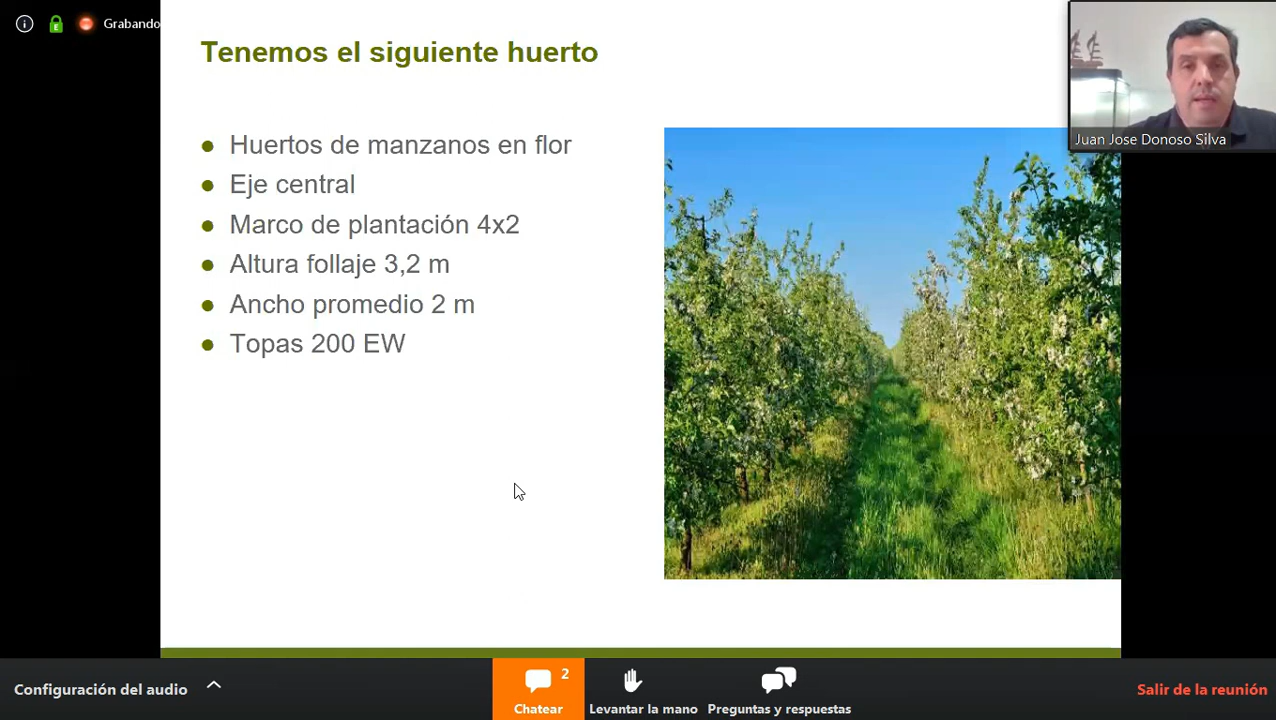 Grabando
Tenemos el siguiente huerto
Juan Jose Donoso Silva
• Huertos de manzanos en flor
• Eje central
• Marco de plantación 4x2
• Altura follaje 3,2 m
• Ancho promedio 2 m
• Topas 200 EW
Configuración del audio
2
Chatear
Levantar la mano
Preguntas y respuestas
Salir de la reunión